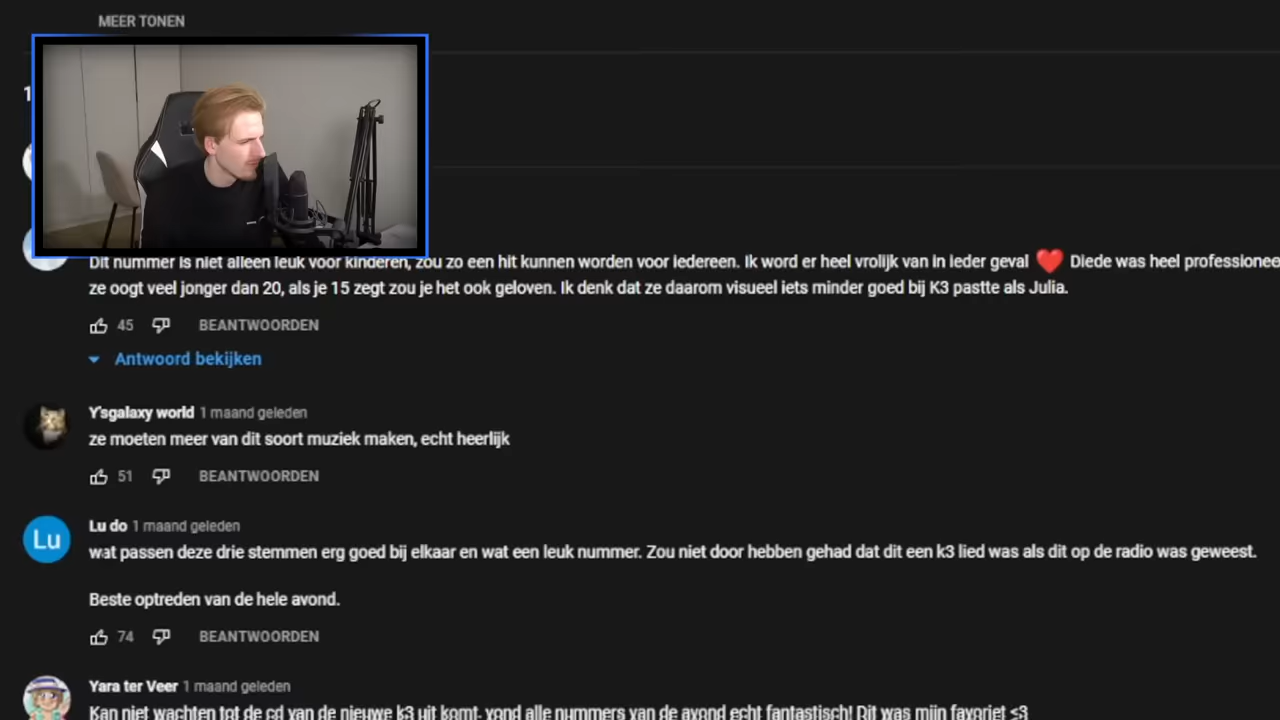 MEER TONEN
1
Dit nummer is niet alleen leuk voor kinderen, zou zo een hit kunnen worden voor iedereen. Ik word er heel vrolijk van in ieder geval ❤️ Diede was heel
ze oogt veel jonger dan 20, als je 15 zegt zou je het ook geloven. Ik denk dat ze daarom visueel iets minder goed bij K3 pastte als Julia.
45 BEANTWOORDEN
Antwoord bekijken
Y'sgalaxy world 1 maand geleden
ze moeten meer van dit soort muziek maken, echt heerlijk
51 BEANTWOORDEN
Lu
Lu do 1 maand geleden
wat passen deze drie stemmen erg goed bij elkaar en wat een leuk nummer. Zou niet door hebben gehad dat dit een k3 lied was als dit op de radio was geweest.
Beste optreden van de hele avond.
74 BEANTWOORDEN
Yara ter Veer 1 maand geleden
Kan niet wachten tot de cd van de nieuwe k3 uit komt, vond alle nummers van de avond echt fantastisch! Dit was mijn favoriet <3